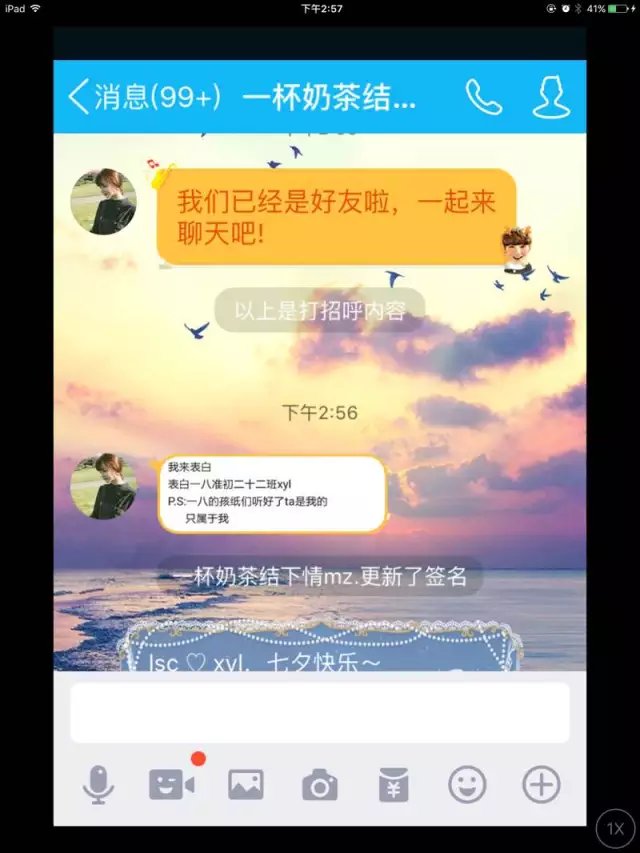 iPad 下午2:57 41%
消息(99+) 一杯奶茶结...
我们已经是好友啦，一起来
聊天吧!
以上是打招呼内容
下午2:56
我来表白
表白一八准初二十二班xyl
P.S:一八的孩纸们听好了ta是我的
只属于我
一杯奶茶结下情mz.更新了签名
lsc ♡ xyl．七夕快乐～
¥
1X